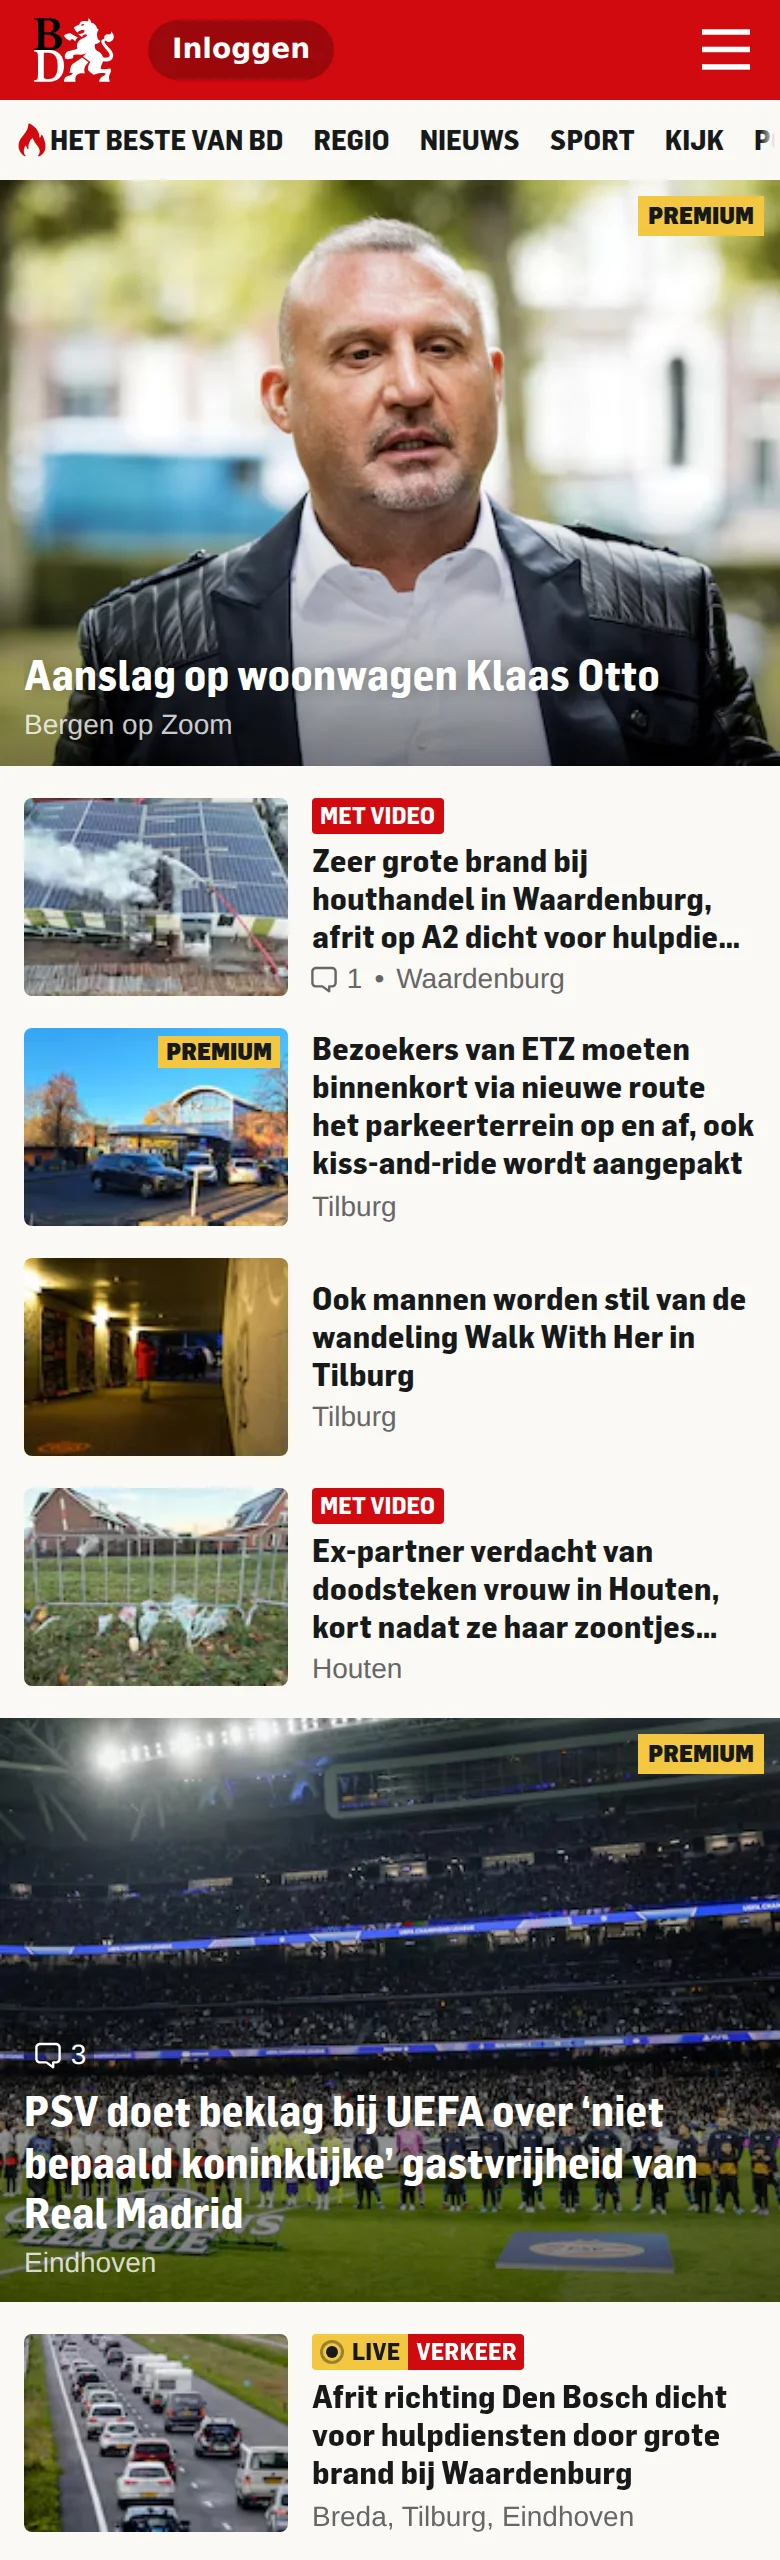 BD
Inloggen
HET BESTE VAN BD REGIO NIEUWS SPORT KIJK
PREMIUM
Aanslag op woonwagen Klaas Otto
Bergen op Zoom
MET VIDEO
Zeer grote brand bij
houthandel in Waardenburg,
afrit op A2 dicht voor hulpdie...
1 • Waardenburg
PREMIUM
Bezoekers van ETZ moeten
binnenkort via nieuwe route
het parkeerterrein op en af, ook
kiss-and-ride wordt aangepakt
Tilburg
Ook mannen worden stil van de
wandeling Walk With Her in
Tilburg
Tilburg
MET VIDEO
Ex-partner verdacht van
doodsteken vrouw in Houten,
kort nadat ze haar zoontjes...
Houten
PREMIUM
3
PSV doet beklag bij UEFA over ‘niet
bepaald koninklijke’ gastvrijheid van
Real Madrid
Eindhoven
LIVE VERKEER
Afrit richting Den Bosch dicht
voor hulpdiensten door grote
brand bij Waardenburg
Breda, Tilburg, Eindhoven